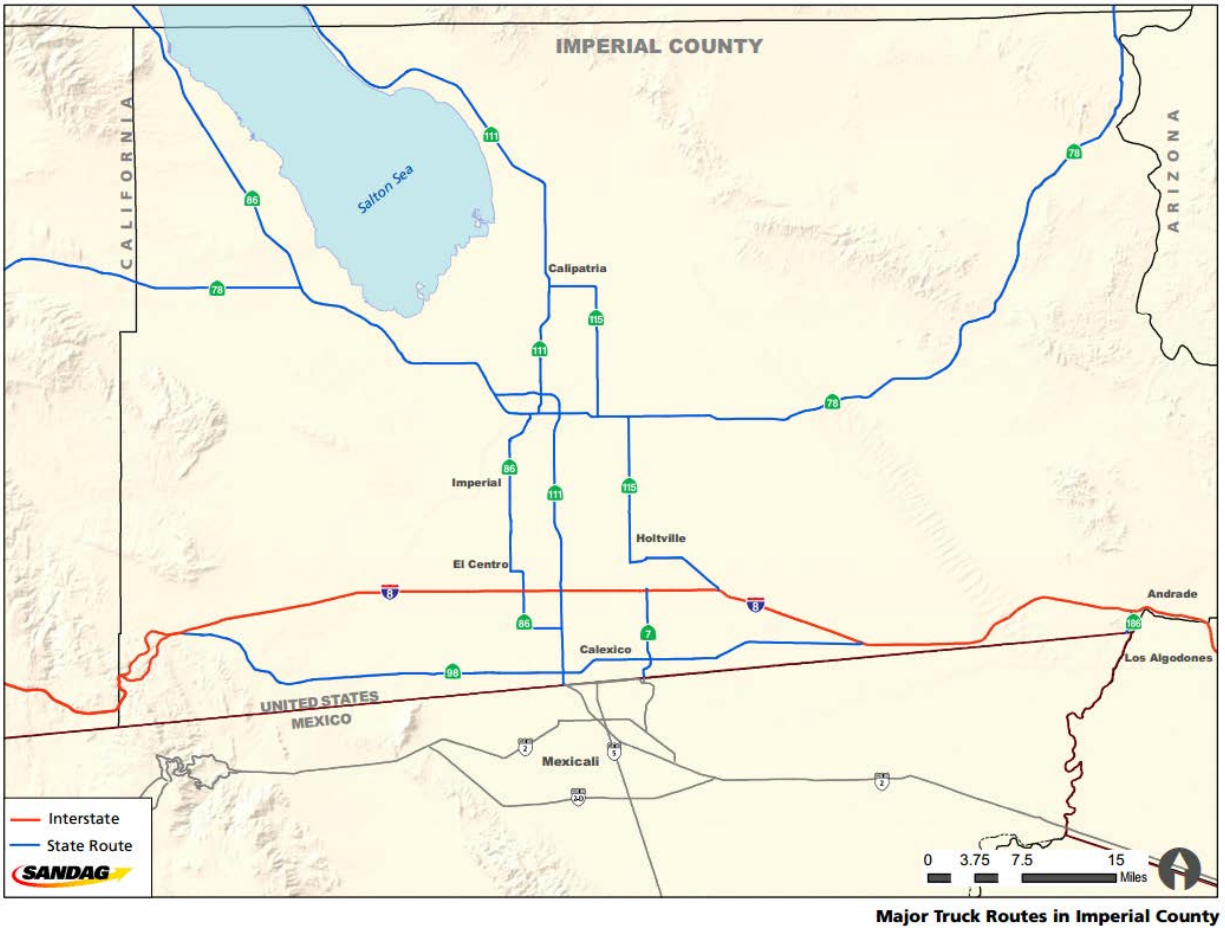 IMPERIAL COUNTY
CALIFORNIA
ARIZONA
Salton Sea
111
78
86
Calipatria
78
115
111
78
86
Imperial
111
115
Holtville
El Centro
8
8
Andrade
86
7
186
Calexico
Los Algodones
98
UNITED STATES
MEXICO
2
5
Mexicali
2
2D
Interstate
State Route
SANDAG
0 3.75 7.5 15
Miles
Major Truck Routes in Imperial County